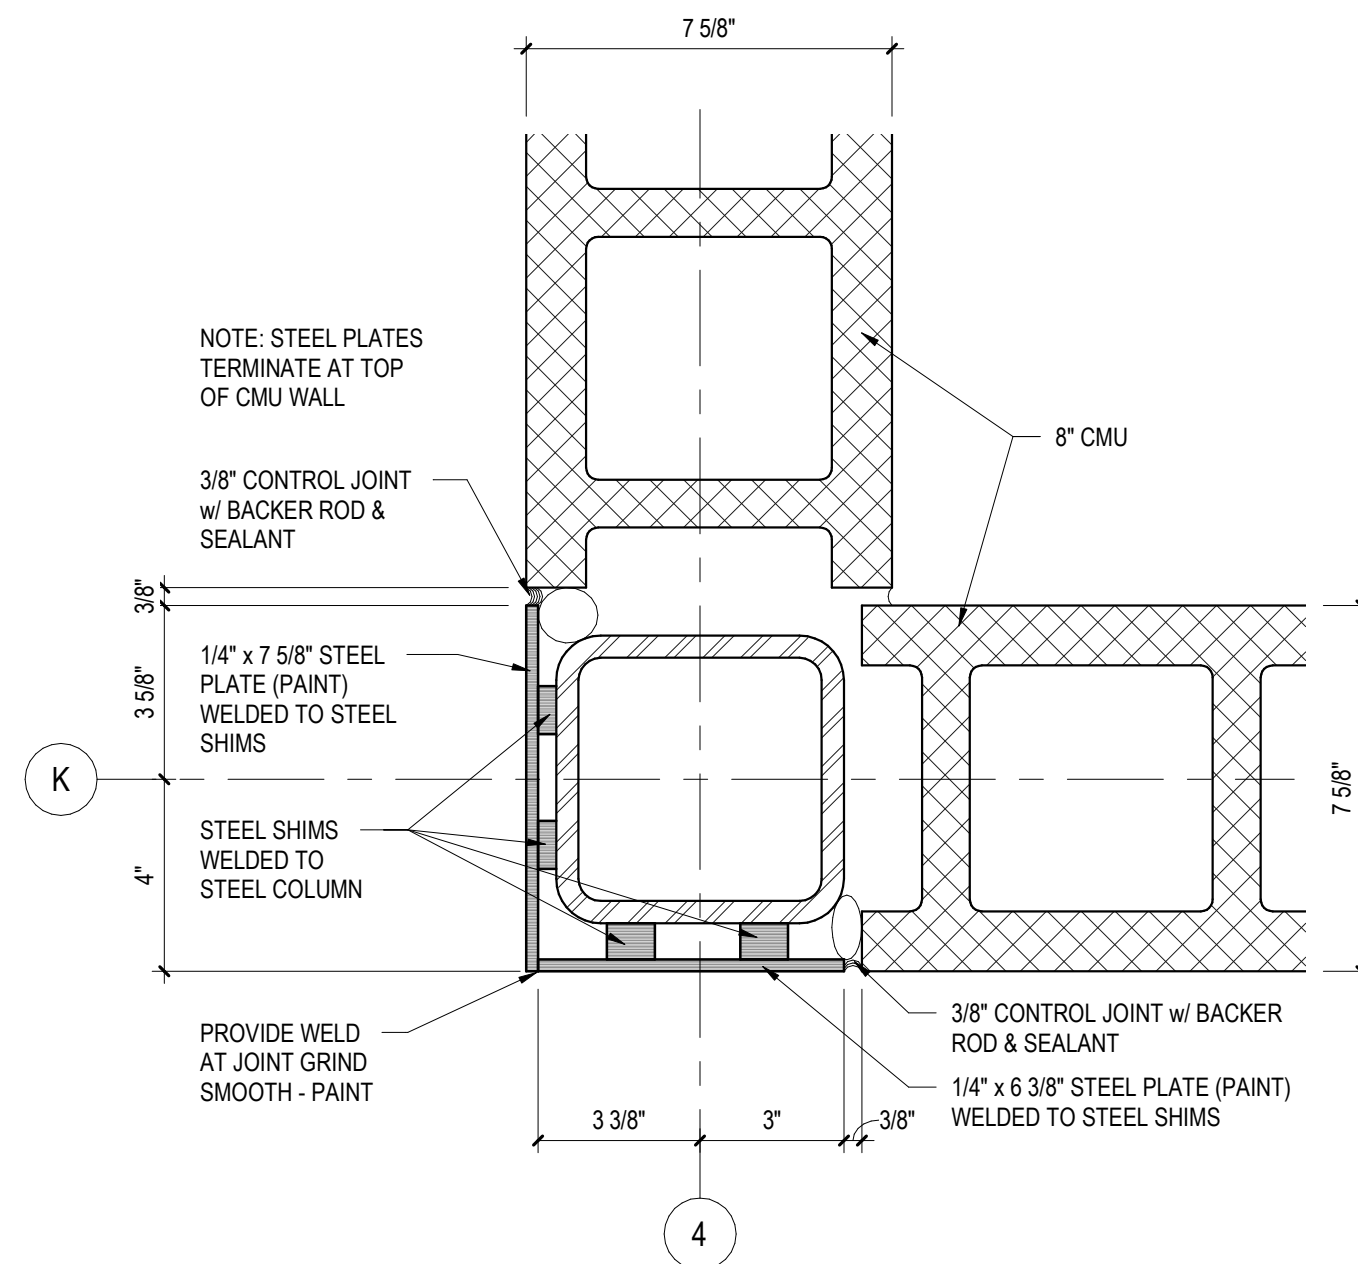 7 5/8"
NOTE: STEEL PLATES
TERMINATE AT TOP
OF CMU WALL
8" CMU
3/8" CONTROL JOINT
w/ BACKER ROD &
SEALANT
3/8"
1/4" x 7 5/8" STEEL
PLATE (PAINT)
WELDED TO STEEL
SHIMS
3 5/8"
K
7 5/8"
STEEL SHIMS
WELDED TO
STEEL COLUMN
4"
PROVIDE WELD
AT JOINT GRIND
SMOOTH - PAINT
3/8" CONTROL JOINT w/ BACKER
ROD & SEALANT
1/4" x 6 3/8" STEEL PLATE (PAINT)
WELDED TO STEEL SHIMS
3 3/8"
3"
3/8"
4